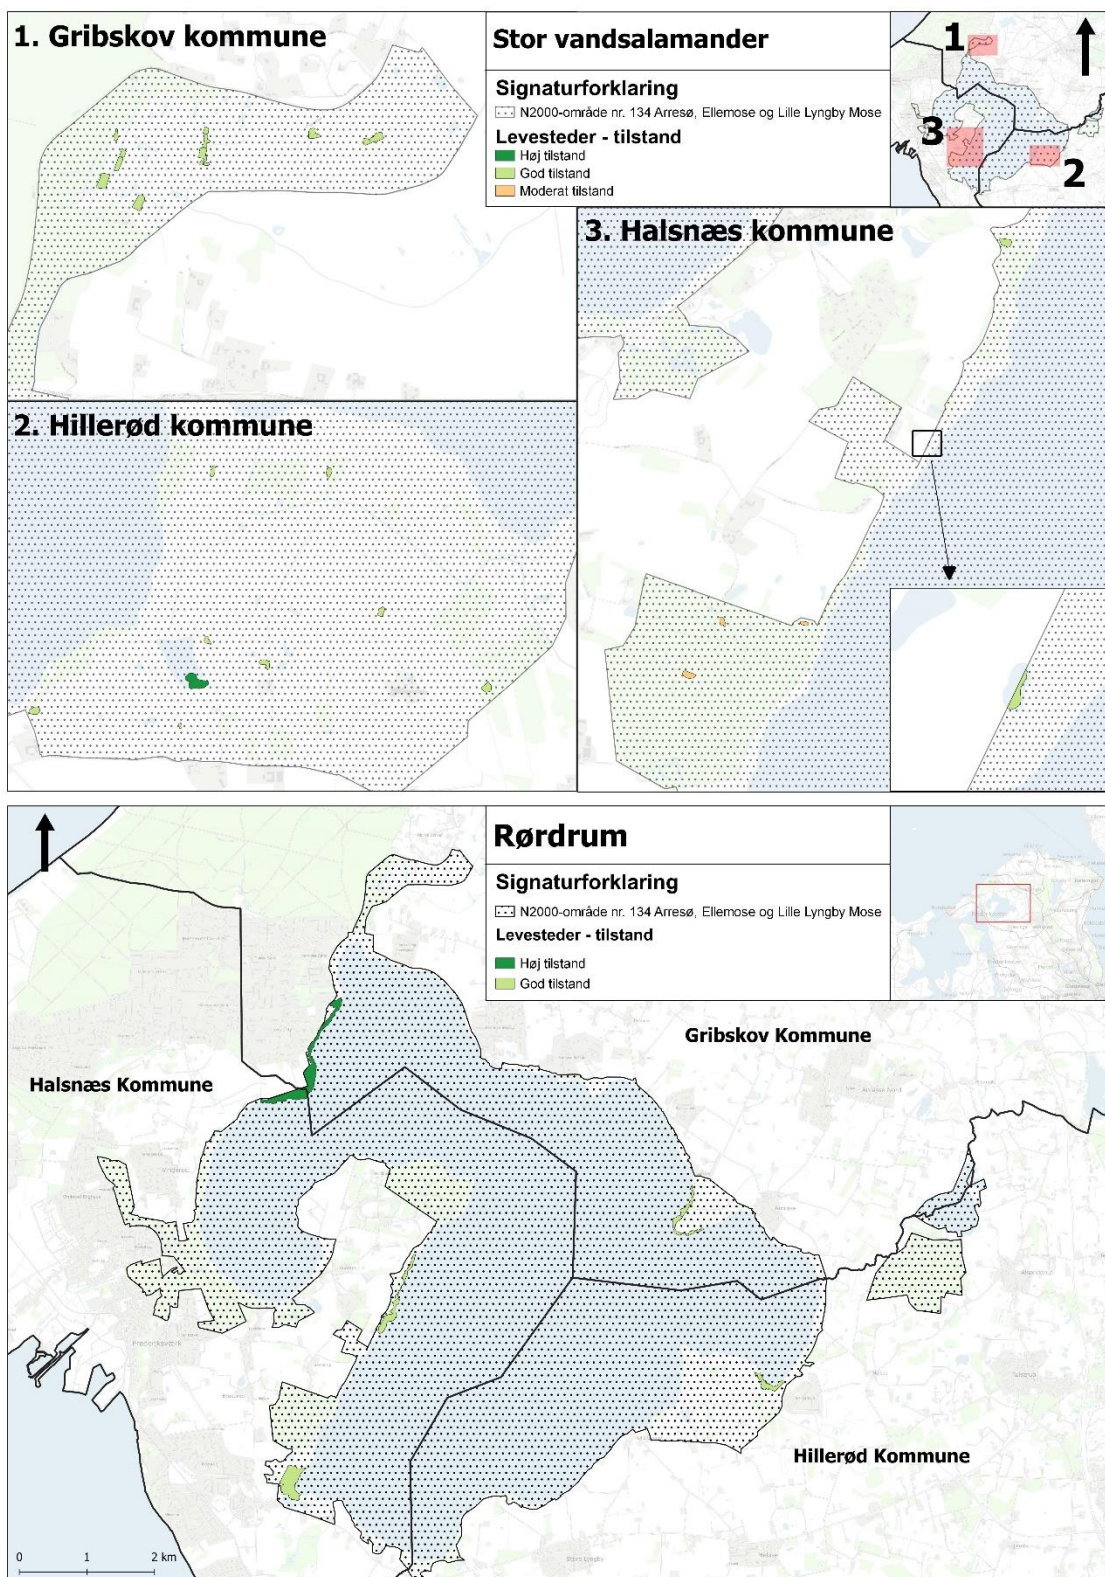 1. Gribskov kommune
Stor vandsalamander
Signaturforklaring
N2000-område nr. 134 Arresø, Ellemose og Lille Lyngby Mose
Levesteder - tilstand
Høj tilstand
God tilstand
Moderat tilstand
1
3
2
2. Hillerød kommune
3. Halsnæs kommune
Rørdrum
Signaturforklaring
N2000-område nr. 134 Arresø, Ellemose og Lille Lyngby Mose
Levesteder - tilstand
Høj tilstand
God tilstand
Gribskov Kommune
Halsnæs Kommune
Hillerød Kommune
0 1 2 km